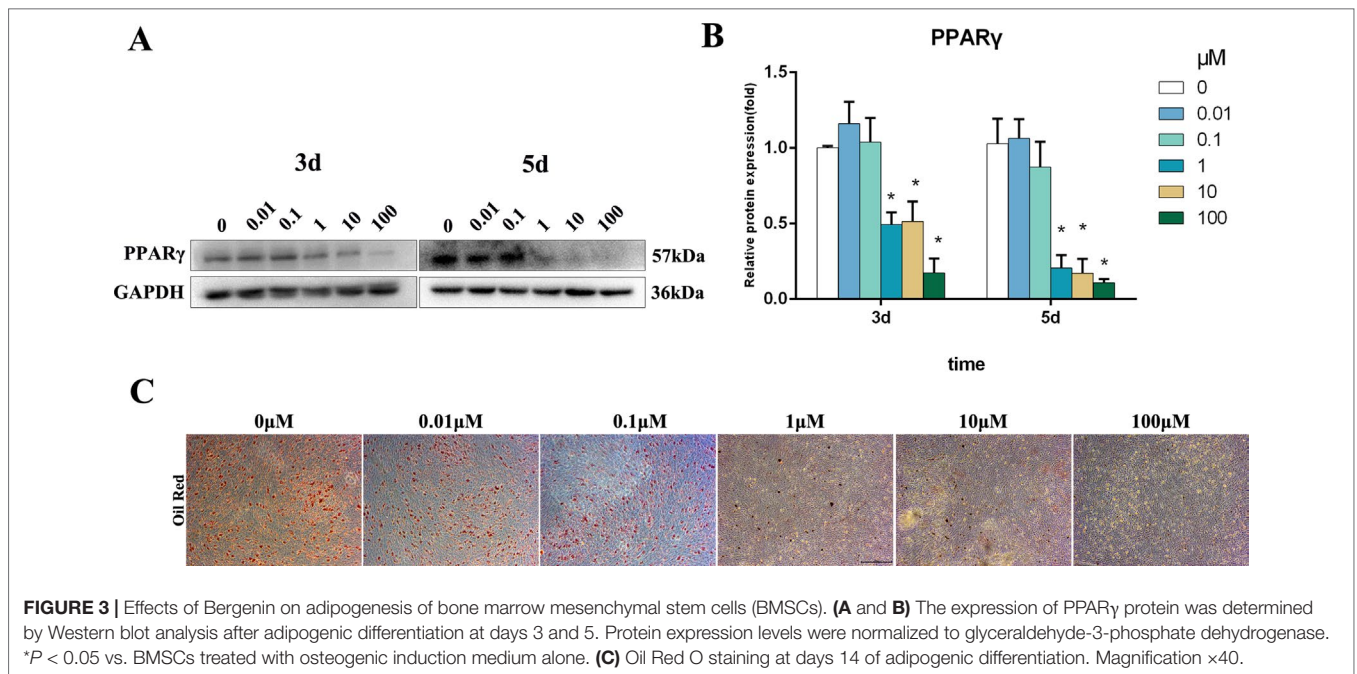 A
3d 5d
0 0.01 0.1 1 10 100 0 0.01 0.1 1 10 100
PPARγ 57kDa
GAPDH 36kDa
B
PPARγ
Relative protein expression(fold)
1.5
1.0
0.5
0.0
* * * * * *
3d 5d
time
µM
0
0.01
0.1
1
10
100
C
0µM 0.01µM 0.1µM 1µM 10µM 100µM
Oil Red
FIGURE 3 | Effects of Bergenin on adipogenesis of bone marrow mesenchymal stem cells (BMSCs). (A and B) The expression of PPARγ protein was determined
by Western blot analysis after adipogenic differentiation at days 3 and 5. Protein expression levels were normalized to glyceraldehyde-3-phosphate dehydrogenase.
*P < 0.05 vs. BMSCs treated with osteogenic induction medium alone. (C) Oil Red O staining at days 14 of adipogenic differentiation. Magnification ×40.